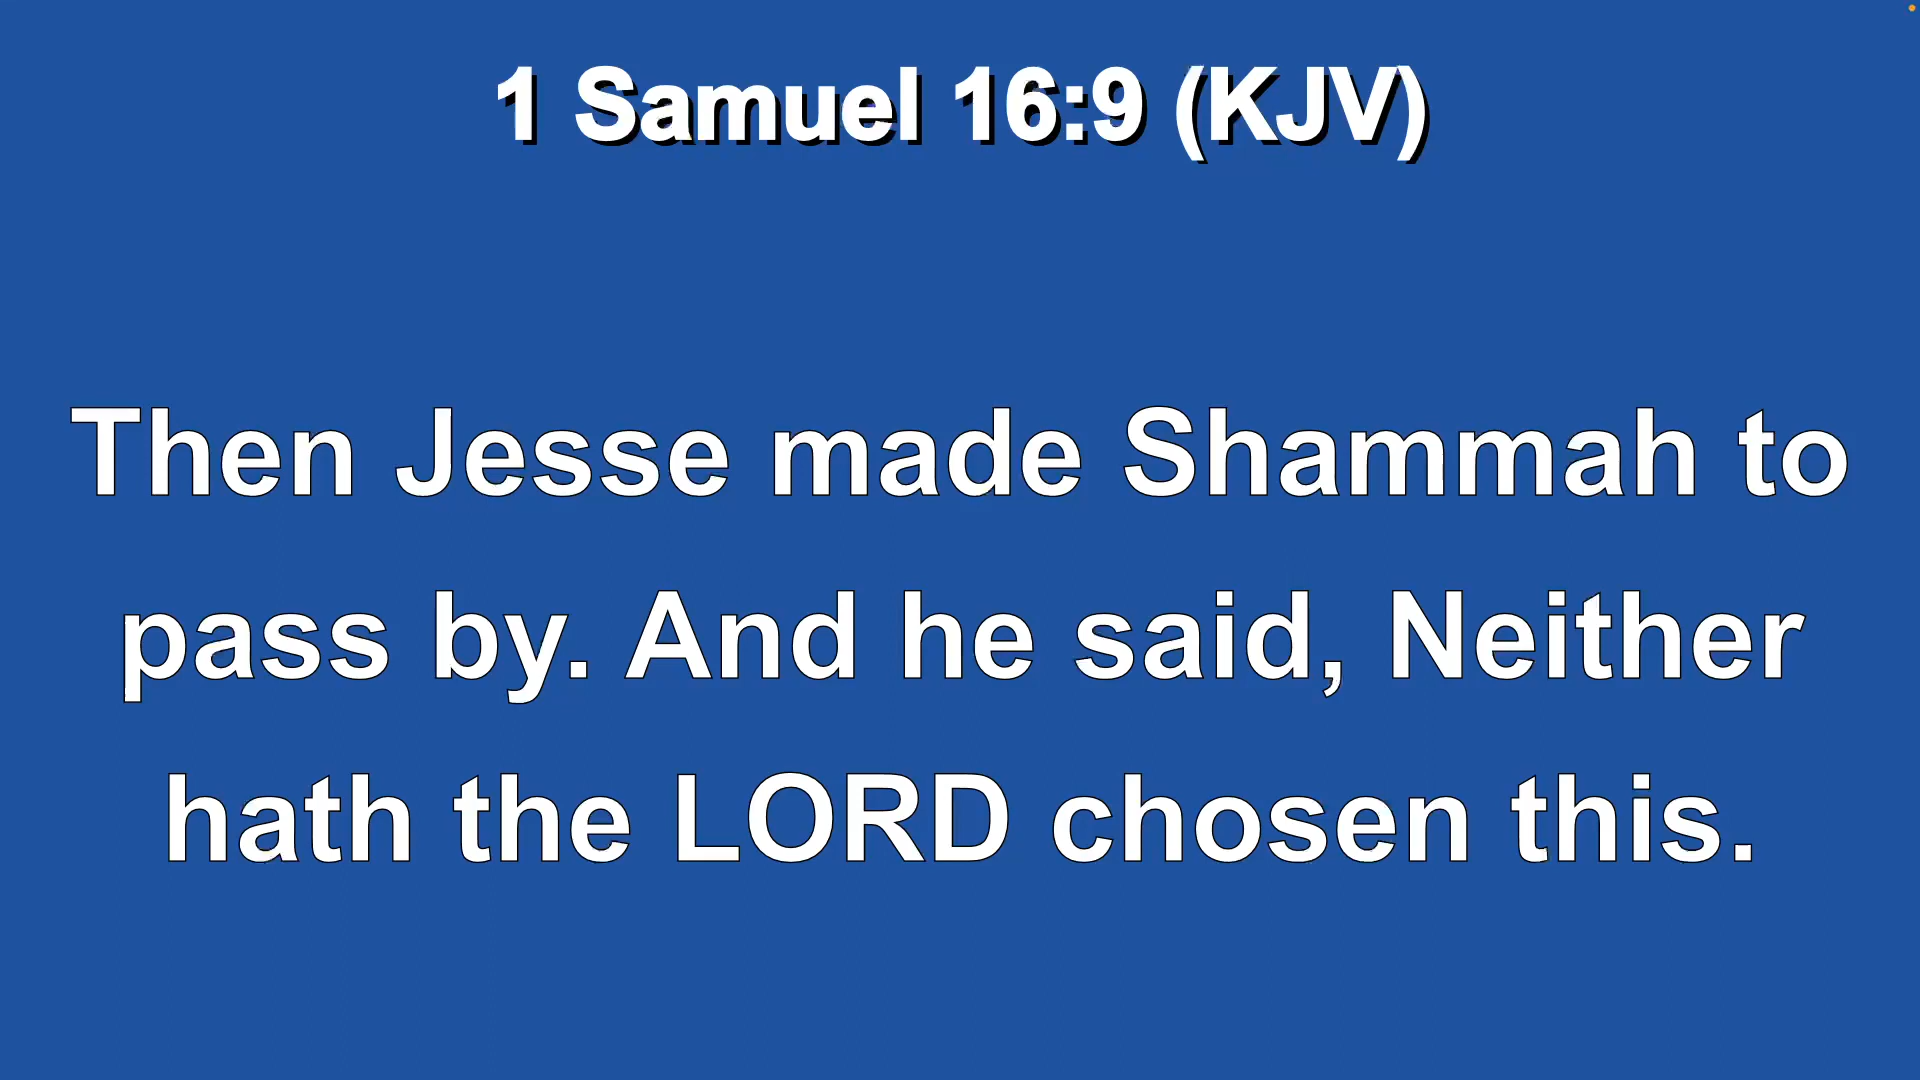 1 Samuel 16:9 (KJV)
Then Jesse made Shammah to
pass by. And he said, Neither
hath the LORD chosen this.